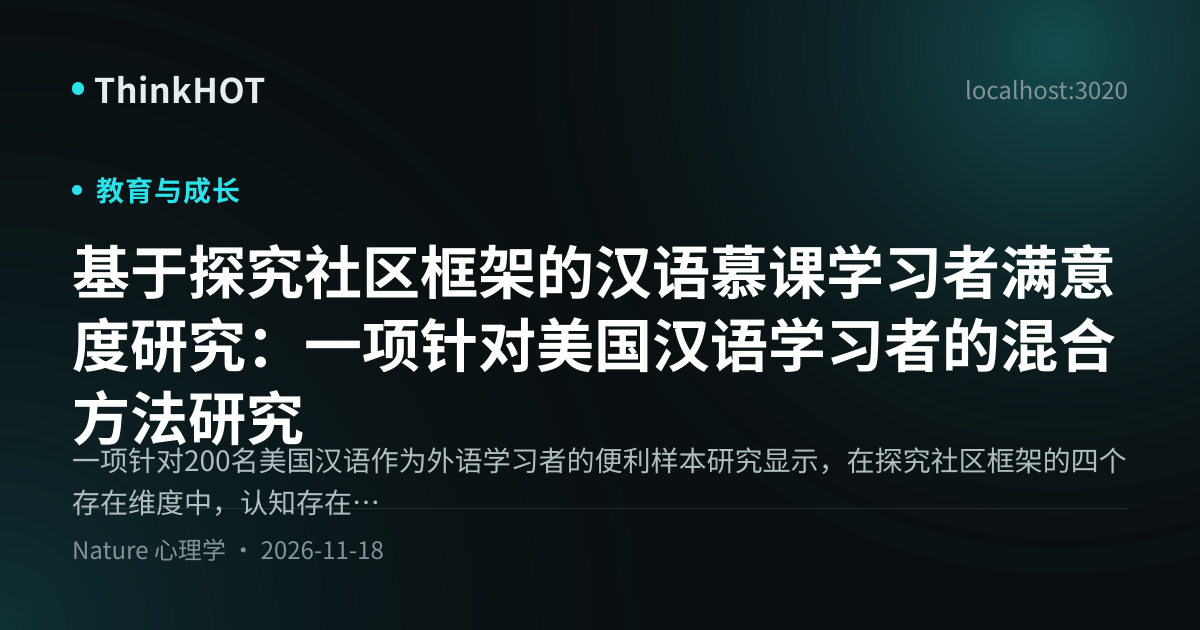 ThinkHOT
localhost:3020
教育与成长
基于探究社区框架的汉语慕课学习者满意
度研究：一项针对美国汉语学习者的混合
方法研究
一项针对200名美国汉语作为外语学习者的便利样本研究显示，在探究社区框架的四个
存在维度中，认知存在…
Nature 心理学 · 2026-11-18